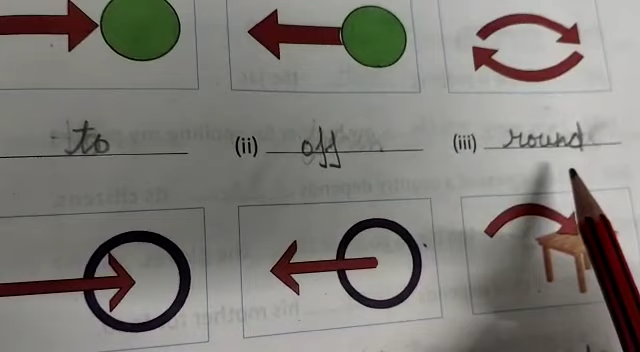 to (ii) off (iii) round